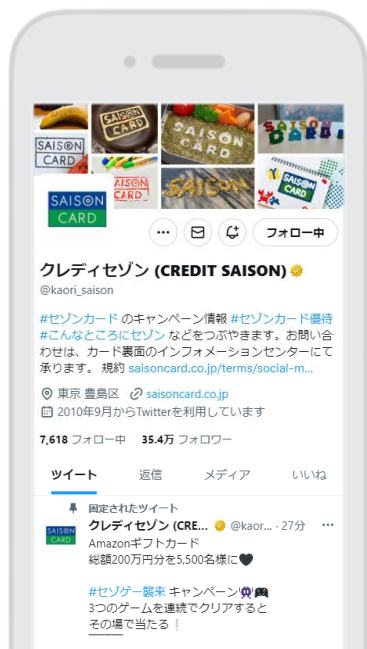 SAISON
CARD
SAISON
CARD
SAISON
CARD
SAISON
CARD
SAISON
CARD
SAISON
SAISON
CARD
SAISON
CARD
フォロー中
クレディセゾン (CREDIT SAISON)
@kaori_saison
#セゾンカード のキャンペーン情報 #セゾンカード優待
#こんなところにセゾン などをつぶやきます。お問い合
わせは、カード裏面のインフォメーションセンターにて
承ります。 規約 saisoncard.jp/terms/social-m...
東京 豊島区 saisoncard.co.jp
2010年9月からTwitterを利用しています
7,618 フォロー中 35.4万 フォロワー
ツイート 返信 メディア いいね
固定されたツイート
クレディセゾン (CRE... @kaor... · 27分
SAISON
CARD
Amazonギフトカード
総額200万円分を5,500名様に🖤
#セゾゲー襲来 キャンペーン👾🎮
3つのゲームを連続でクリアすると
その場で当たる❕